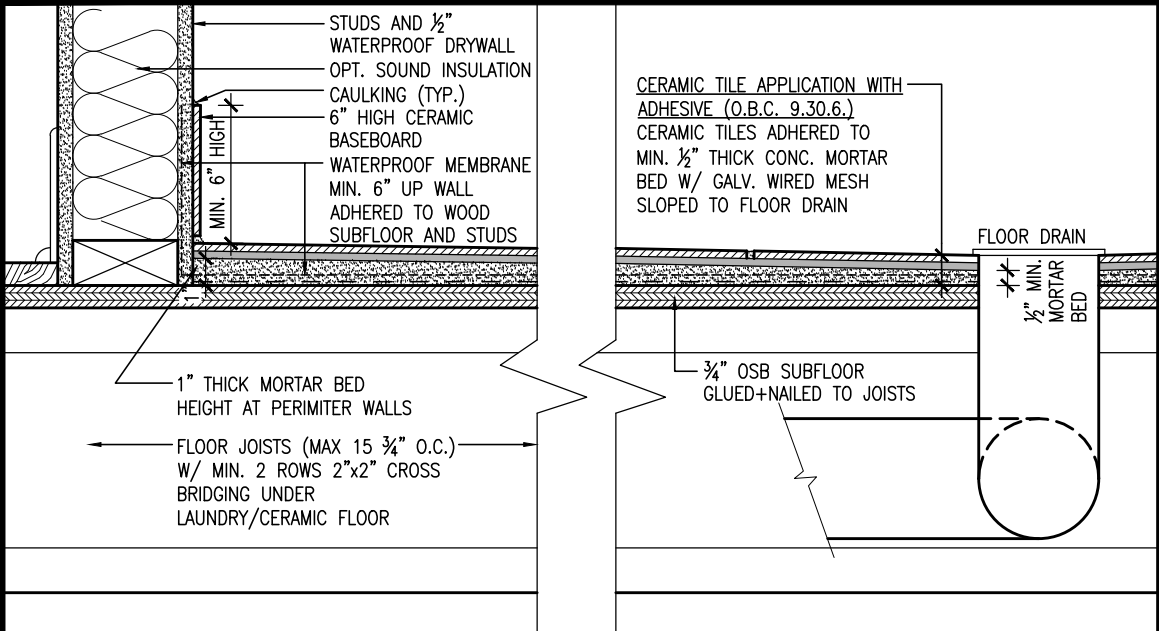 STUDS AND ½"
WATERPROOF DRYWALL
OPT. SOUND INSULATION
CAULKING (TYP.)
6" HIGH CERAMIC
BASEBOARD
WATERPROOF MEMBRANE
MIN. 6" UP WALL
ADHERED TO WOOD
SUBFLOOR AND STUDS
MIN. 6" HIGH
1"
1" THICK MORTAR BED
HEIGHT AT PERIMITER WALLS
FLOOR JOISTS (MAX 15 ¾" O.C.)
W/ MIN. 2 ROWS 2"x2" CROSS
BRIDGING UNDER
LAUNDRY/CERAMIC FLOOR
CERAMIC TILE APPLICATION WITH
ADHESIVE (O.B.C. 9.30.6.)
CERAMIC TILES ADHERED TO
MIN. ½" THICK CONC. MORTAR
BED W/ GALV. WIRED MESH
SLOPED TO FLOOR DRAIN
FLOOR DRAIN
½" MIN.
MORTAR
BED
¾" OSB SUBFLOOR
GLUED+NAILED TO JOISTS